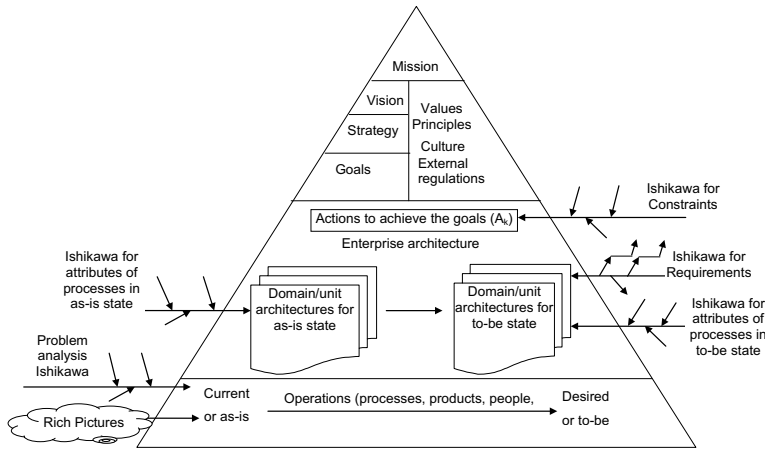 Mission
Vision
Strategy
Goals
Values
Principles
Culture
External
regulations
Ishikawa for
Constraints
Actions to achieve the goals (Ak)
Enterprise architecture
Ishikawa for
Requirements
Ishikawa for
attributes of
processes in
as-is state
Domain/unit
architectures for
as-is state
Domain/unit
architectures for
to-be state
Ishikawa for
attributes of
processes in
to-be state
Problem
analysis
Ishikawa
Rich Pictures
Current
or as-is
Operations (processes, products, people,
Desired
or to-be